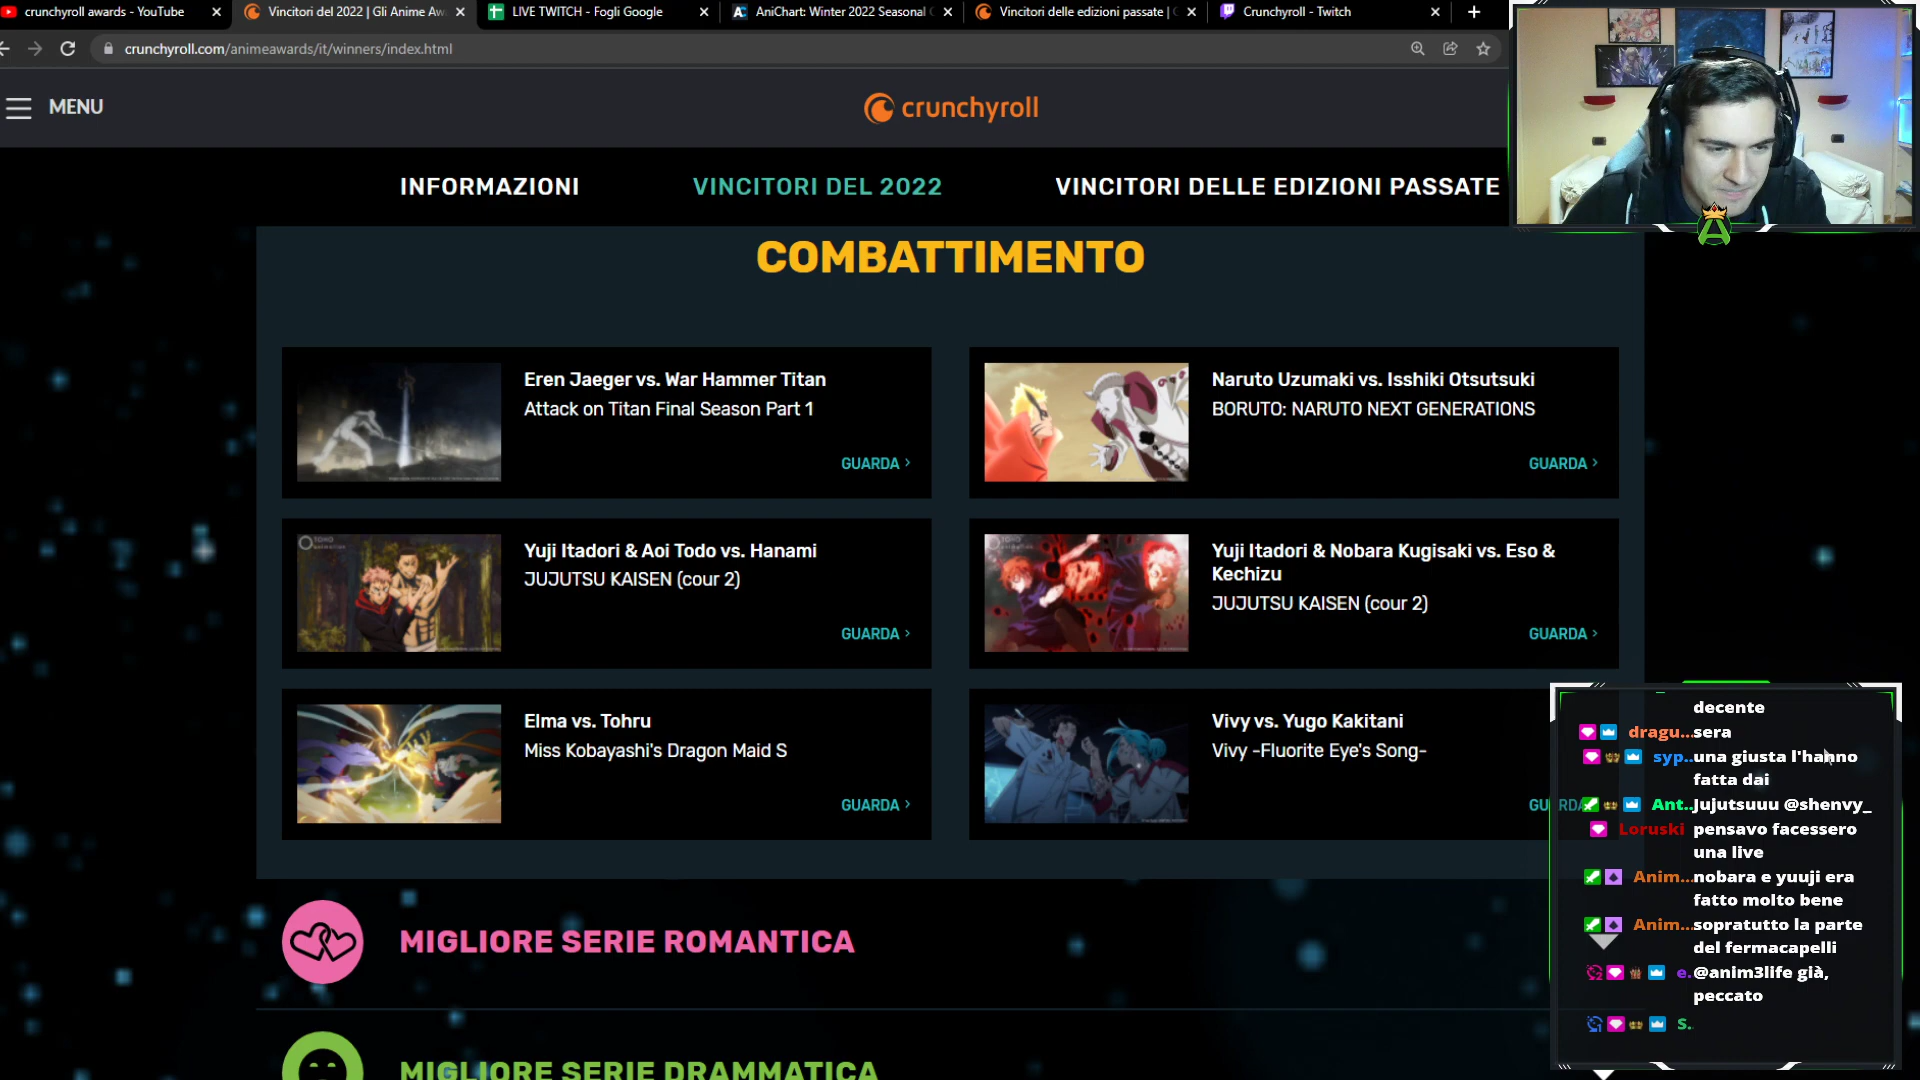 crunchyroll awards - YouTube
Vincitori del 2022 | Gli Anime Aw
LIVE TWITCH - Fogli Google
AniChart: Winter 2022 Seasonal
Vincitori delle edizioni passate |
Crunchyroll - Twitch
crunchyroll.com/animeawards/it/winners/index.html
MENU
crunchyroll
INFORMAZIONI
VINCITORI DEL 2022
VINCITORI DELLE EDIZIONI PASSATE
COMBATTIMENTO
Eren Jaeger vs. War Hammer Titan
Attack on Titan Final Season Part 1
GUARDA
Naruto Uzumaki vs. Isshiki Otsutsuki
BORUTO: NARUTO NEXT GENERATIONS
GUARDA
Yuji Itadori & Aoi Todo vs. Hanami
JUJUTSU KAISEN (cour 2)
GUARDA
Yuji Itadori & Nobara Kugisaki vs. Eso &
Kechizu
JUJUTSU KAISEN (cour 2)
GUARDA
Elma vs. Tohru
Miss Kobayashi's Dragon Maid S
GUARDA
Vivy vs. Yugo Kakitani
Vivy -Fluorite Eye's Song-
GUARDA
MIGLIORE SERIE ROMANTICA
MIGLIORE SERIE DRAMMATICA
decente
dragu... sera
syp.. una giusta l'hanno
fatta dai
Ant.. Jujutsuuu @shenvy_
Loruski pensavo facessero
una live
Anim... nobara e yuuji era
fatto molto bene
Anim... sopratutto la parte
del fermacapelli
e. @anim3life già,
peccato
S.